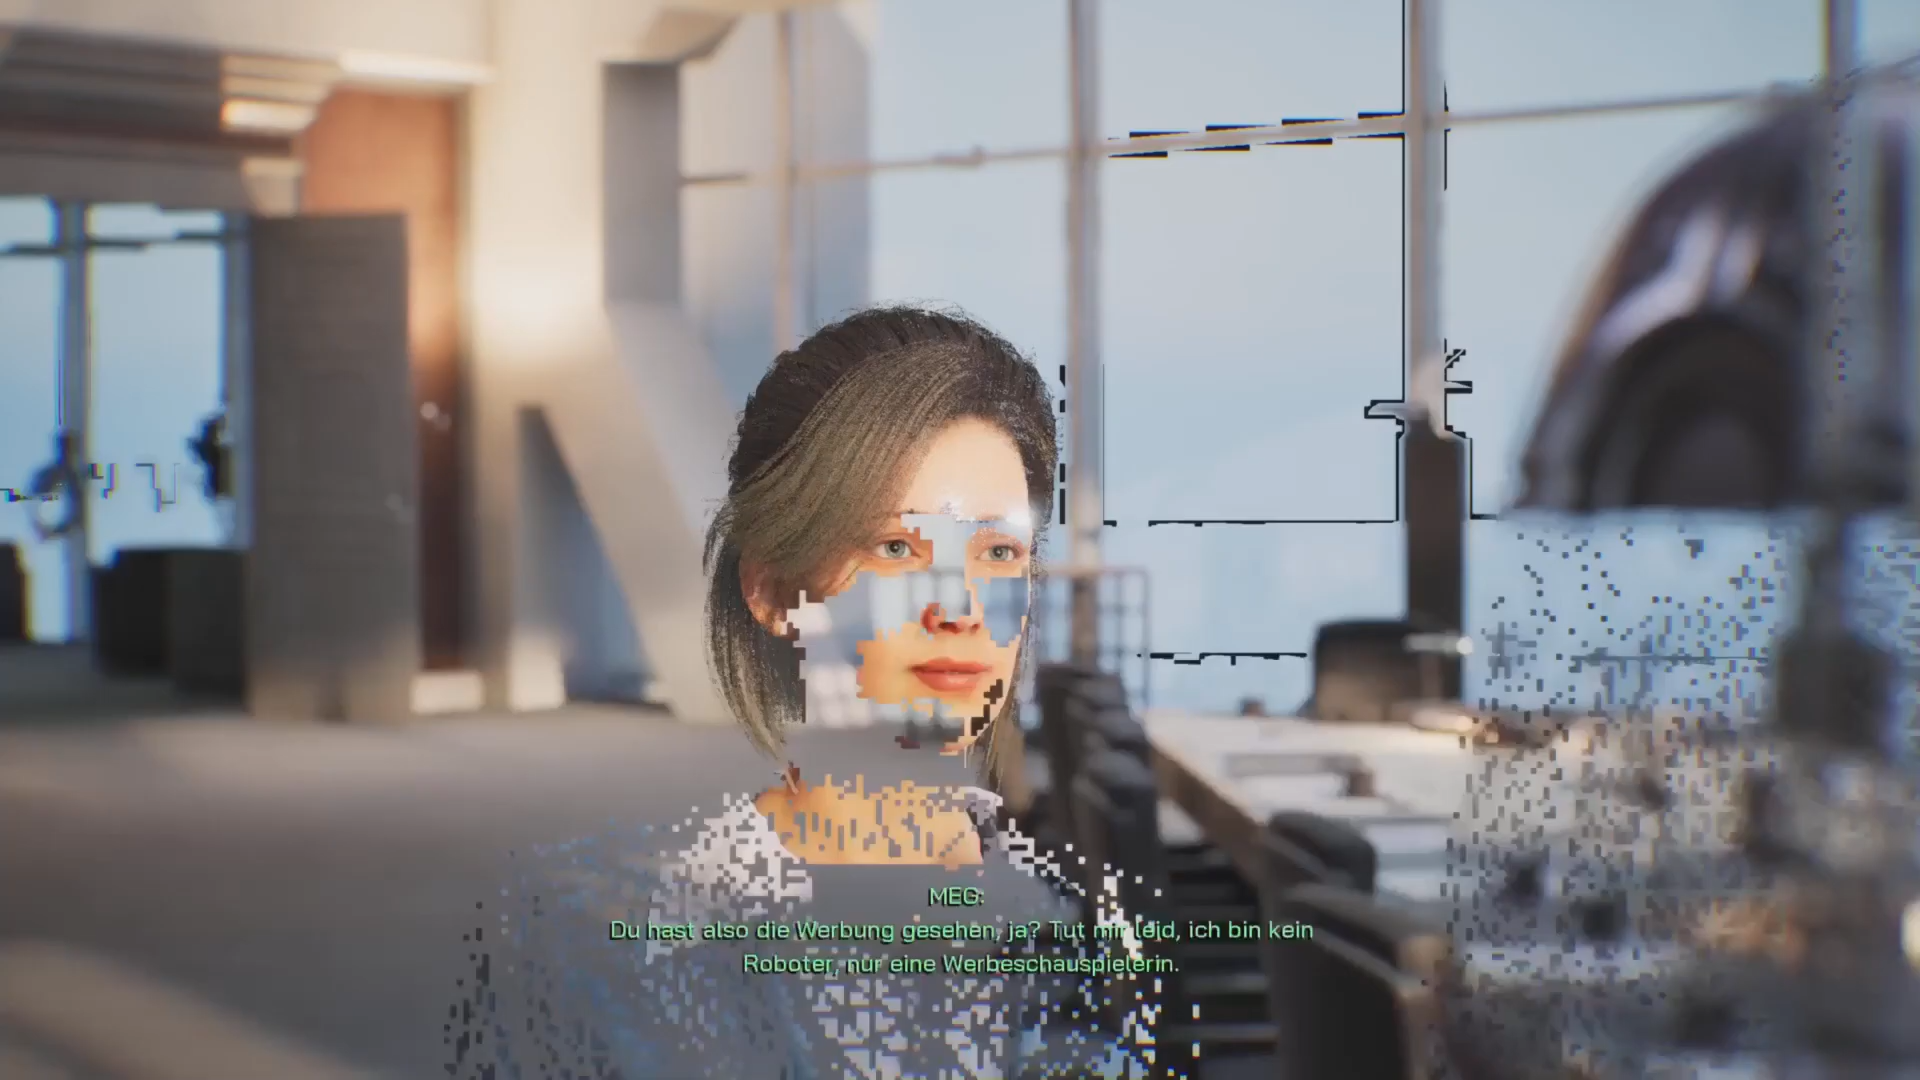 MEG:
Du hast also die Werbung gesehen, ja? Tut mir leid, ich bin kein
Roboter, nur eine Werbeschauspielerin.